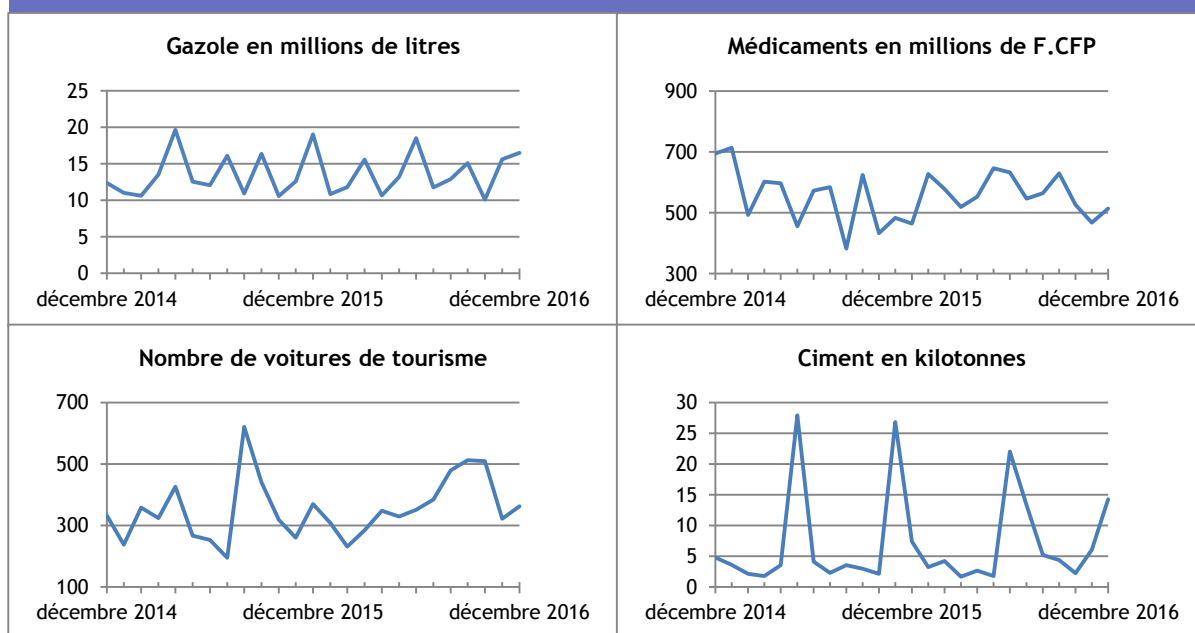 Gazole en millions de litres
25
20
15
10
5
0
décembre 2014 décembre 2015 décembre 2016
Médicaments en millions de F.CFP
900
700
500
300
décembre 2014 décembre 2015 décembre 2016
Nombre de voitures de tourisme
700
500
300
100
décembre 2014 décembre 2015 décembre 2016
Ciment en kilotonnes
30
25
20
15
10
5
0
décembre 2014 décembre 2015 décembre 2016